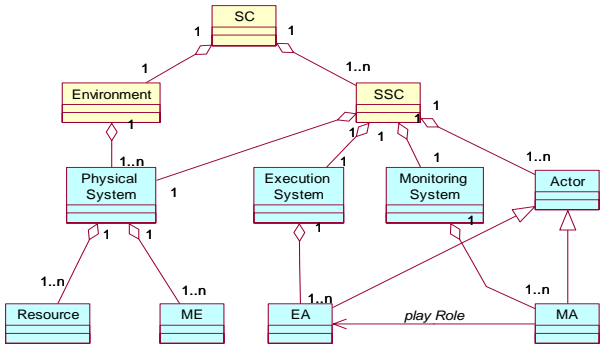 SC
1
1
1
1..n
Environment
SSC
1
1
1
1
1
1..n
1
1
1
1..n
Physical System
Execution System
Monitoring System
Actor
1
1
1
1
1..n
1..n
1..n
1..n
Resource
ME
EA
play Role
MA